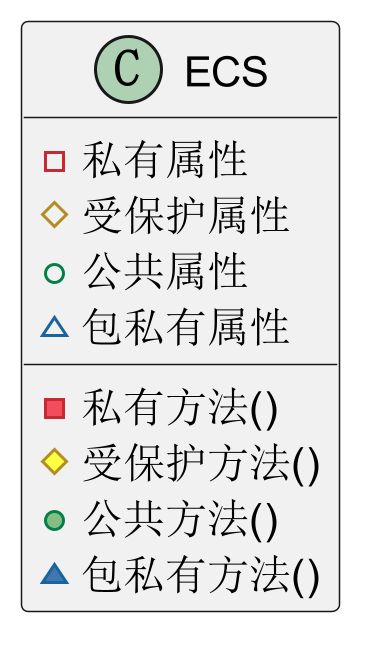 C ECS
私有属性
受保护属性
公共属性
包私有属性
私有方法()
受保护方法()
公共方法()
包私有方法()